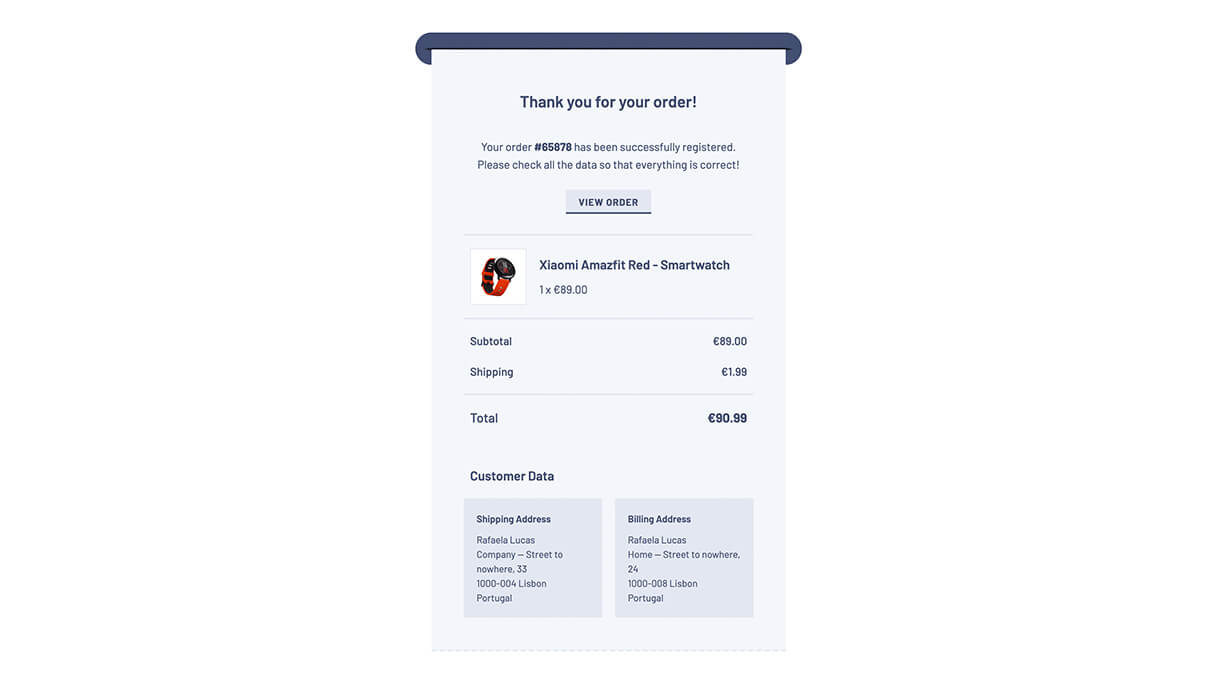 Thank you for your order!
Your order #65878 has been successfully registered.
Please check all the data so that everything is correct!
VIEW ORDER
Xiaomi Amazfit Red - Smartwatch
1 x €89.00
Subtotal €89.00
Shipping €1.99
Total €90.99
Customer Data
Shipping Address
Rafaela Lucas
Company — Street to
nowhere, 33
1000-004 Lisbon
Portugal
Billing Address
Rafaela Lucas
Home — Street to nowhere,
24
1000-008 Lisbon
Portugal